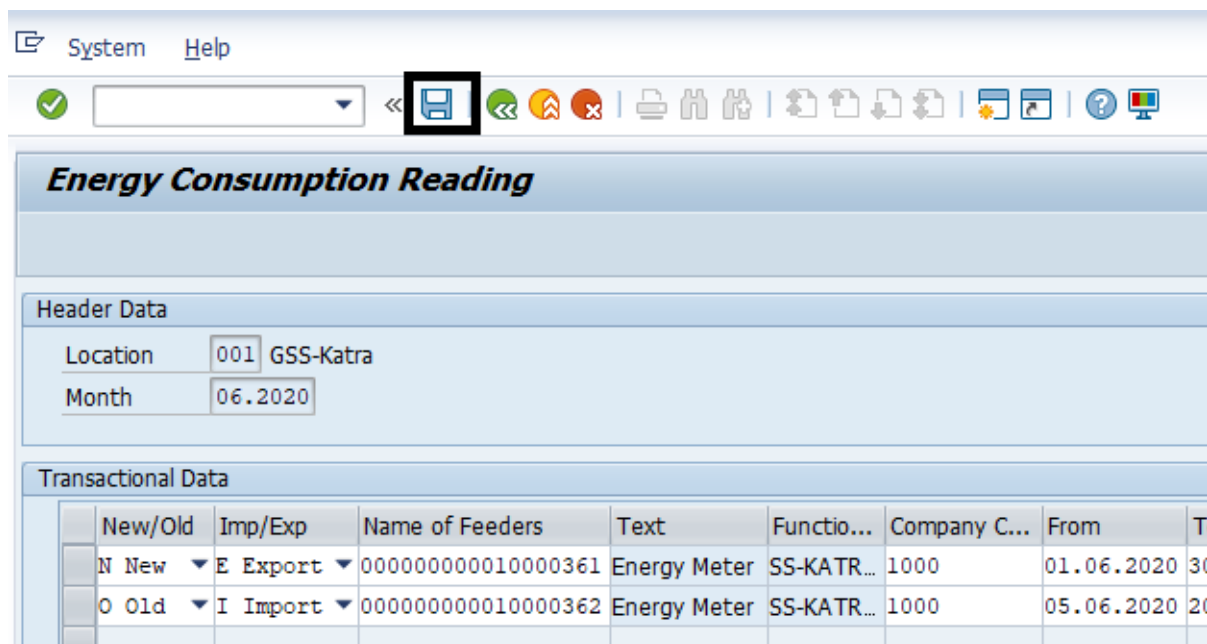 System Help
Energy Consumption Reading
Header Data
Location 001 GSS-Katra
Month 06.2020
Transactional Data
New/Old Imp/Exp Name of Feeders Text Functio... Company C... From T
N New E Export 000000000010000361 Energy Meter SS-KATR... 1000 01.06.2020 30
O Old I Import 000000000010000362 Energy Meter SS-KATR... 1000 05.06.2020 20